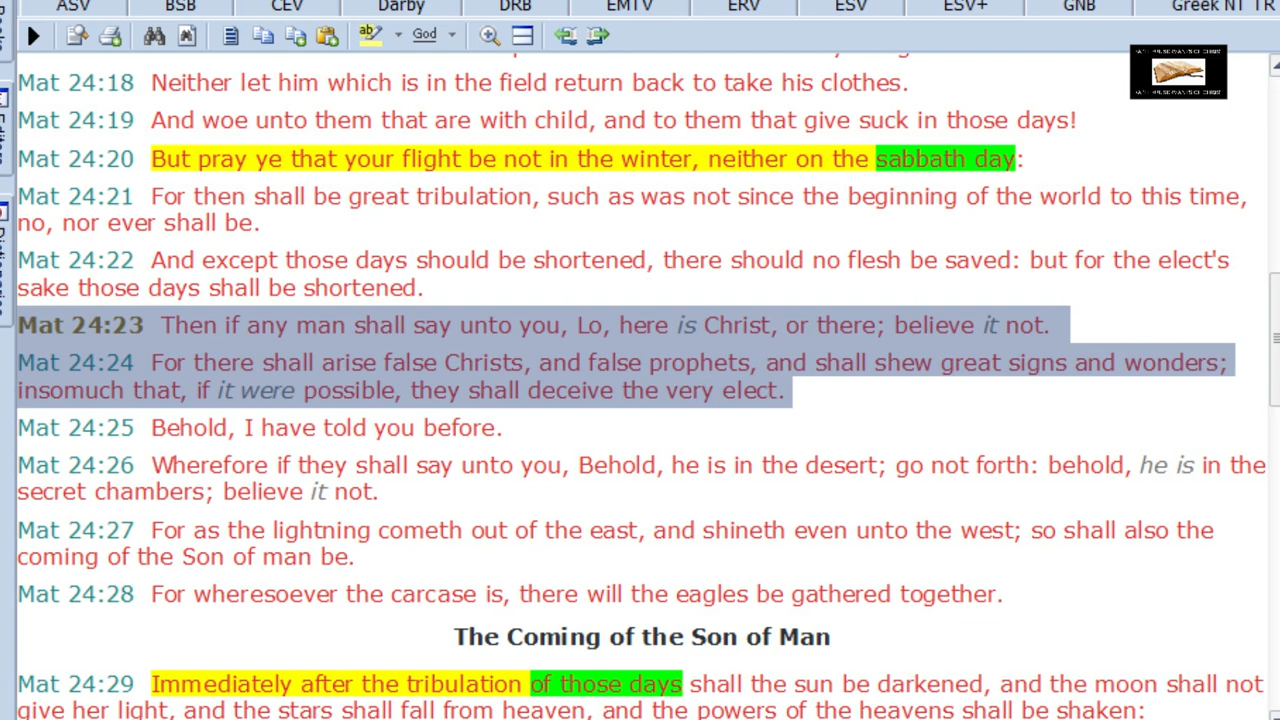 ASV BSB CEV Darby DRB EMTV ERV ESV ESV+ GNB Greek NT TR
ab God
Mat 24:18 Neither let him which is in the field return back to take his clothes.
Mat 24:19 And woe unto them that are with child, and to them that give suck in those days!
Mat 24:20 But pray ye that your flight be not in the winter, neither on the sabbath day:
Mat 24:21 For then shall be great tribulation, such as was not since the beginning of the world to this time,
no, nor ever shall be.
Mat 24:22 And except those days should be shortened, there should no flesh be saved: but for the elect's
sake those days shall be shortened.
Mat 24:23 Then if any man shall say unto you, Lo, here is Christ, or there; believe it not.
Mat 24:24 For there shall arise false Christs, and false prophets, and shall shew great signs and wonders;
insomuch that, if it were possible, they shall deceive the very elect.
Mat 24:25 Behold, I have told you before.
Mat 24:26 Wherefore if they shall say unto you, Behold, he is in the desert; go not forth: behold, he is in the
secret chambers; believe it not.
Mat 24:27 For as the lightning cometh out of the east, and shineth even unto the west; so shall also the
coming of the Son of man be.
Mat 24:28 For wheresoever the carcase is, there will the eagles be gathered together.
The Coming of the Son of Man
Mat 24:29 Immediately after the tribulation of those days shall the sun be darkened, and the moon shall not
give her light, and the stars shall fall from heaven, and the powers of the heavens shall be shaken: